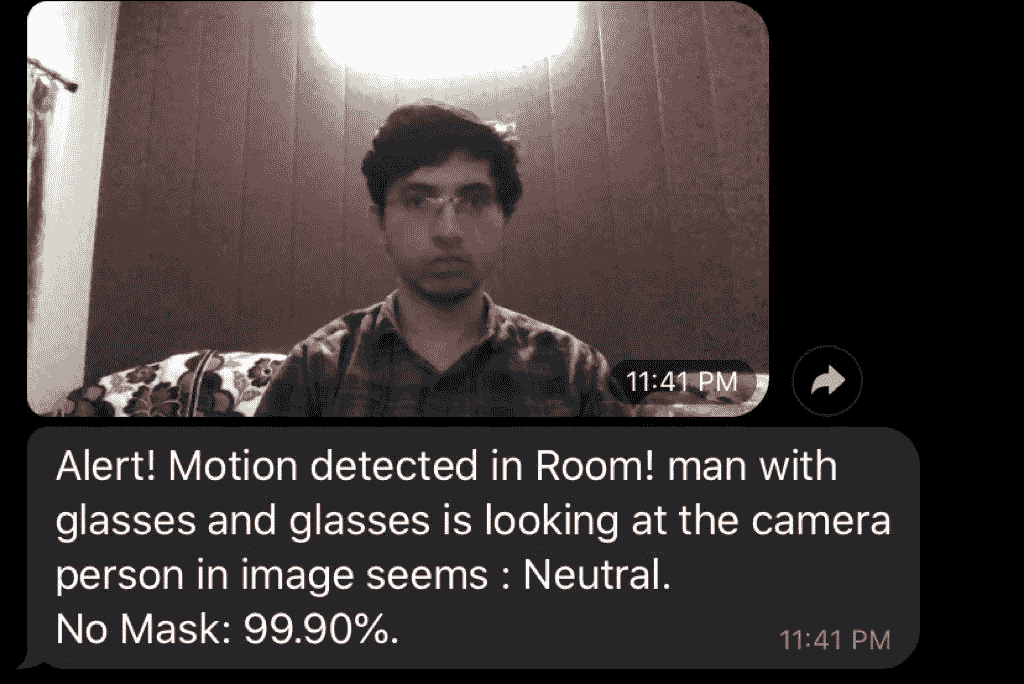 11:41 PM
Alert! Motion detected in Room! man with
glasses and glasses is looking at the camera
person in image seems : Neutral.
No Mask: 99.90%.
11:41 PM